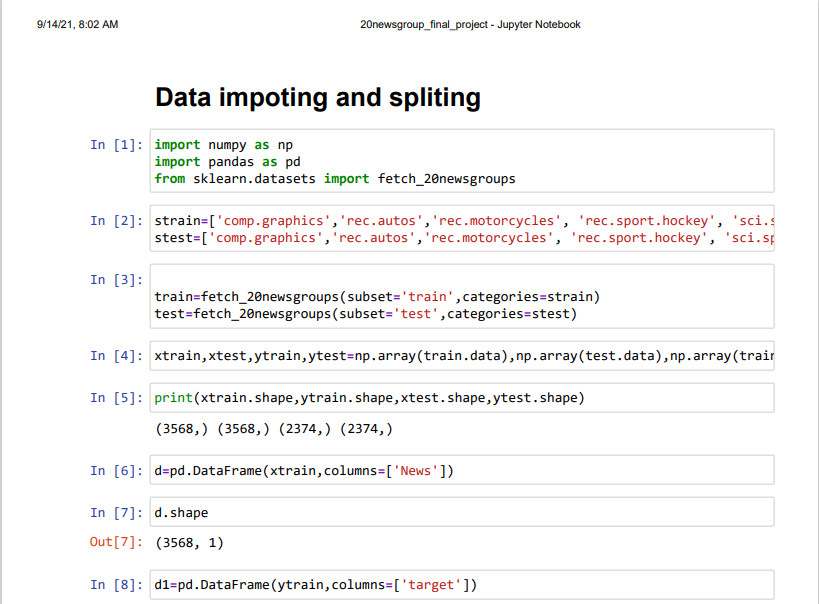 9/14/21, 8:02 AM 20newsgroup_final_project - Jupyter Notebook
Data impoting and spliting
In [1]: import numpy as np
import pandas as pd
from sklearn.datasets import fetch_20newsgroups
In [2]: strain=['comp.graphics','rec.autos','rec.motorcycles', 'rec.sport.hockey', 'sci.s
stest=['comp.graphics','rec.autos','rec.motorcycles', 'rec.sport.hockey', 'sci.sp
In [3]:
train=fetch_20newsgroups(subset='train',categories=strain)
test=fetch_20newsgroups(subset='test',categories=stest)
In [4]: xtrain,xtest,ytrain,ytest=np.array(train.data),np.array(test.data),np.array(train
In [5]: print(xtrain.shape,ytrain.shape,xtest.shape,ytest.shape)
(3568,) (3568,) (2374,) (2374,)
In [6]: d=pd.DataFrame(xtrain,columns=['News'])
In [7]: d.shape
Out[7]: (3568, 1)
In [8]: d1=pd.DataFrame(ytrain,columns=['target'])